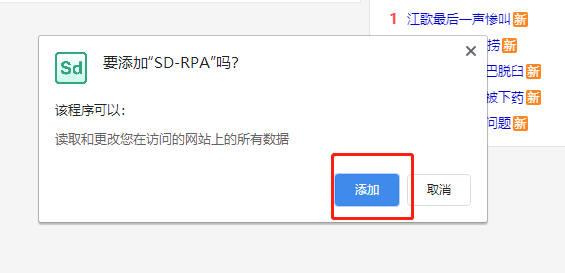 1 江歌最后一声惨叫 新
捞 新
巴脱臼 新
被下药 新
问题 新
Sd
要添加“SD-RPA”吗?
该程序可以:
读取和更改您在访问的网站上的所有数据
添加
取消